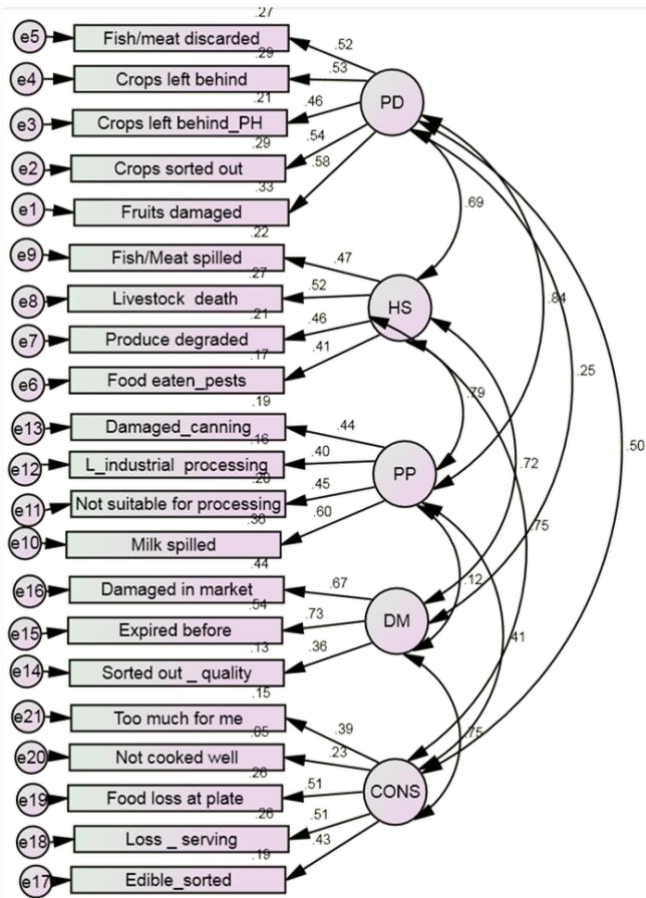 .27
e5 Fish/meat discarded .52
.29
e4 Crops left behind .53
.21
e3 Crops left behind_PH .46
.29
e2 Crops sorted out .54
.33
e1 Fruits damaged .58
PD
.69
.22
e9 Fish/Meat spilled .47
.27
e8 Livestock death .52
.21
e7 Produce degraded .46
.17
e6 Food eaten_pests .41
HS
.84
.25
.79
.50
.19
e13 Damaged_canning .44
.16
e12 L_industrial processing .40
.20
e11 Not suitable for processing .45
.36
e10 Milk spilled .60
PP
.72
.75
.44
e16 Damaged in market .67
.54
e15 Expired before .73
.13
e14 Sorted out _ quality .36
DM
.12
.41
.15
e21 Too much for me .39
.05
e20 Not cooked well .23
.26
e19 Food loss at plate .51
.26
e18 Loss _ serving .51
.19
e17 Edible_sorted .43
CONS
.75